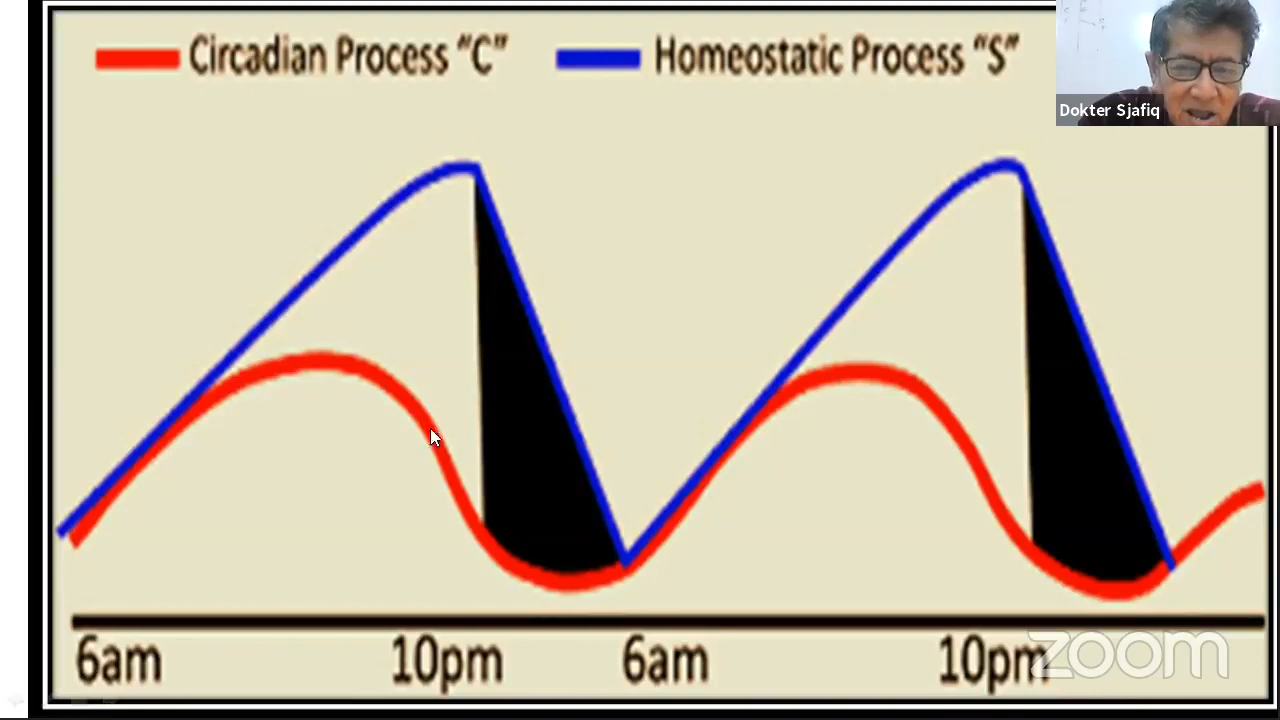 Circadian Process “C” Homeostatic Process “S”
Dokter Sjafiq
6am 10pm 6am 10pm
zoom